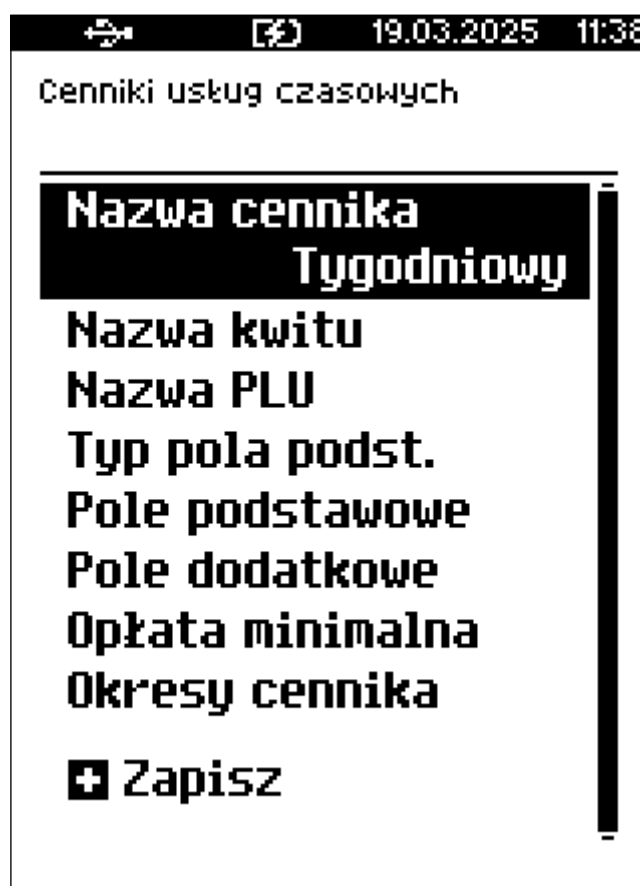 19.03.2025 11:38
Cenniki usług czasowych
Nazwa cennika
Tygodniowy
Nazwa kwitu
Nazwa PLU
Typ pola podst.
Pole podstawowe
Pole dodatkowe
Opłata minimalna
Okresy cennika
Zapisz